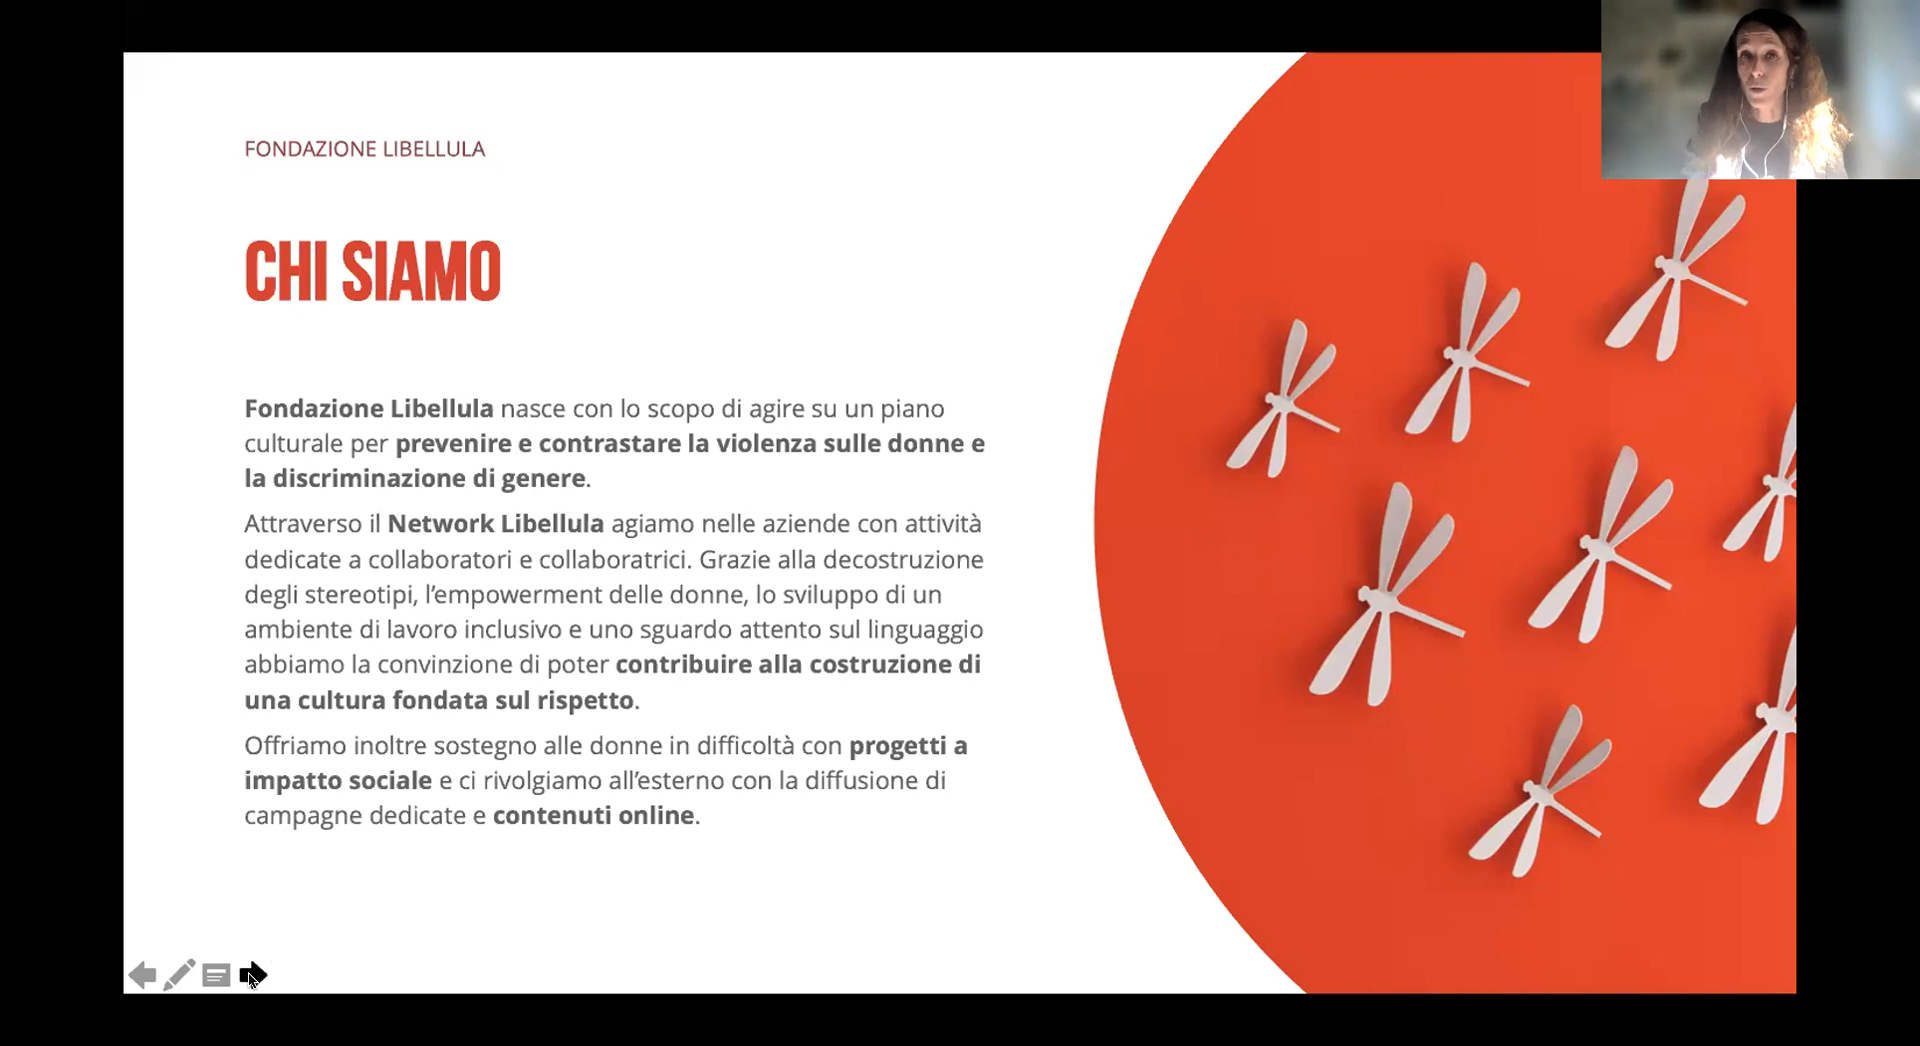 FONDAZIONE LIBELLULA
CHI SIAMO
Fondazione Libellula nasce con lo scopo di agire su un piano
culturale per prevenire e contrastare la violenza sulle donne e
la discriminazione di genere.
Attraverso il Network Libellula agiamo nelle aziende con attività
dedicate a collaboratori e collaboratrici. Grazie alla decostruzione
degli stereotipi, l’empowerment delle donne, lo sviluppo di un
ambiente di lavoro inclusivo e uno sguardo attento sul linguaggio
abbiamo la convinzione di poter contribuire alla costruzione di
una cultura fondata sul rispetto.
Offriamo inoltre sostegno alle donne in difficoltà con progetti a
impatto sociale e ci rivolgiamo all’esterno con la diffusione di
campagne dedicate e contenuti online.